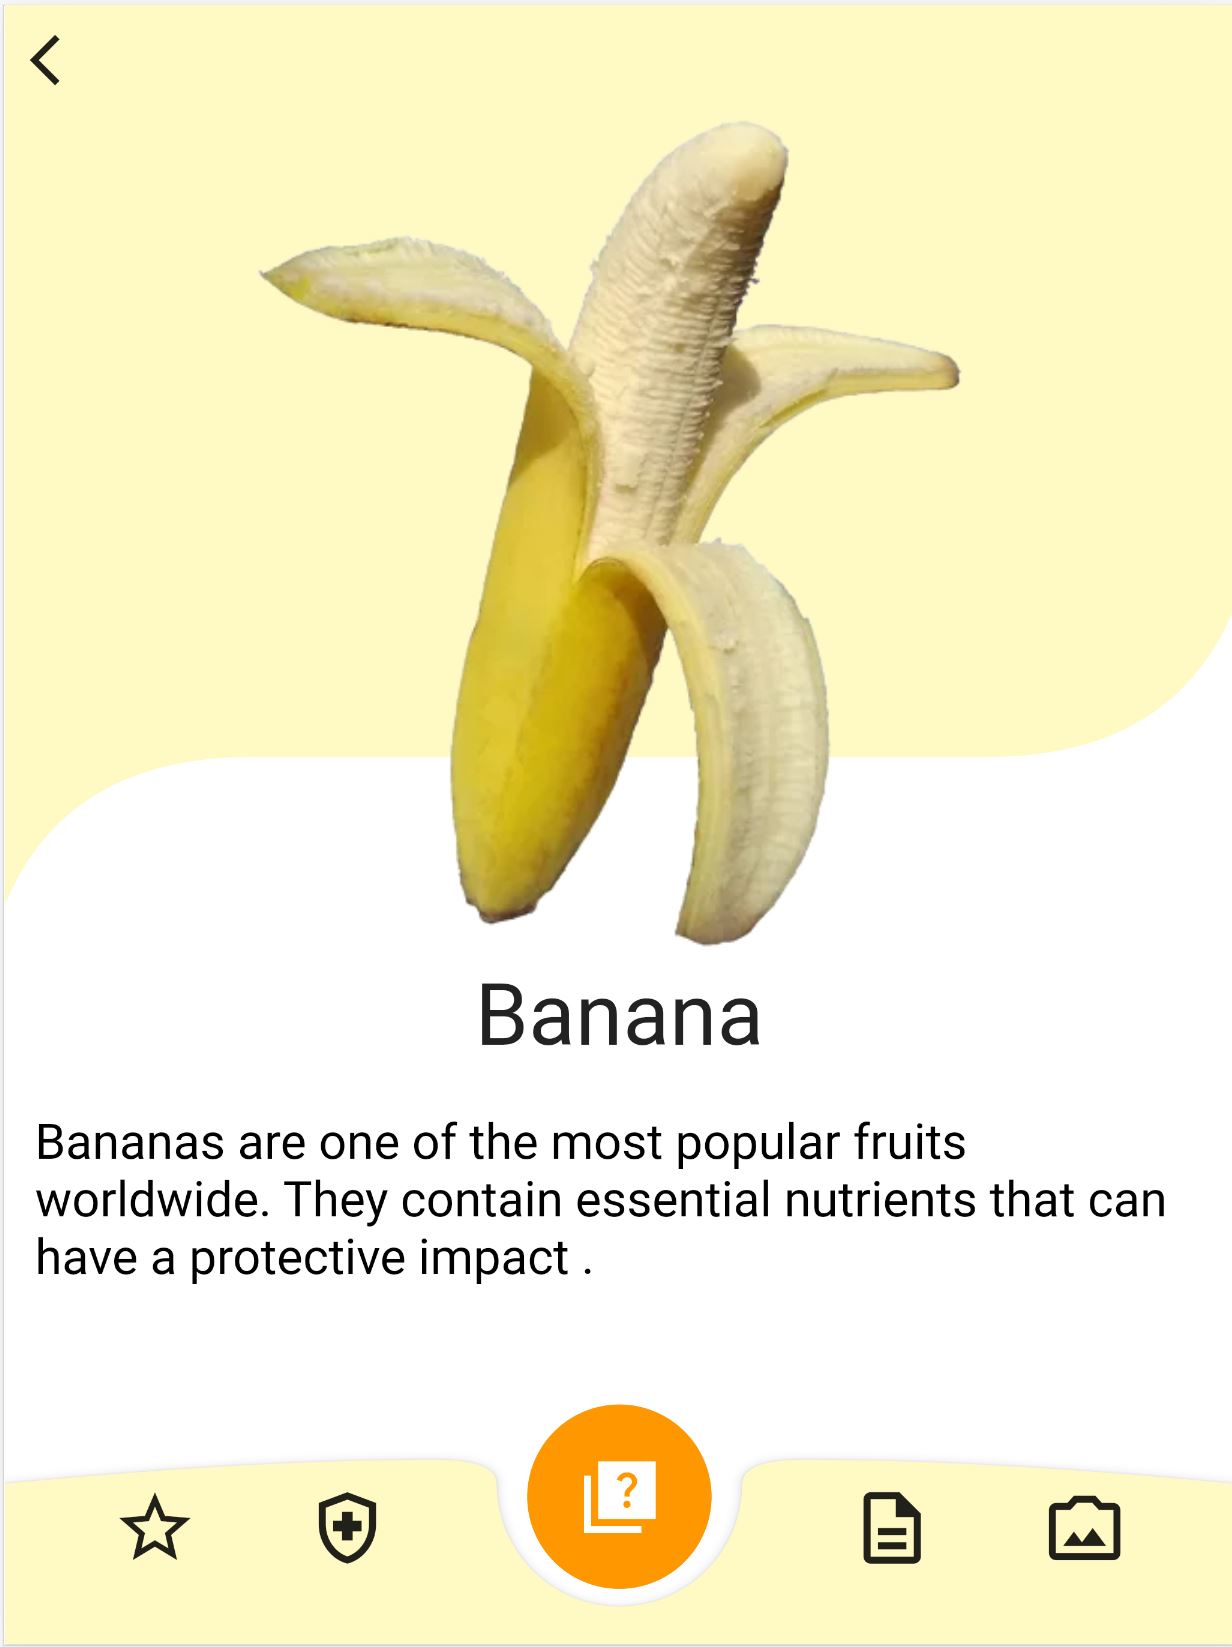 Banana
Bananas are one of the most popular fruits
worldwide. They contain essential nutrients that can
have a protective impact .
?